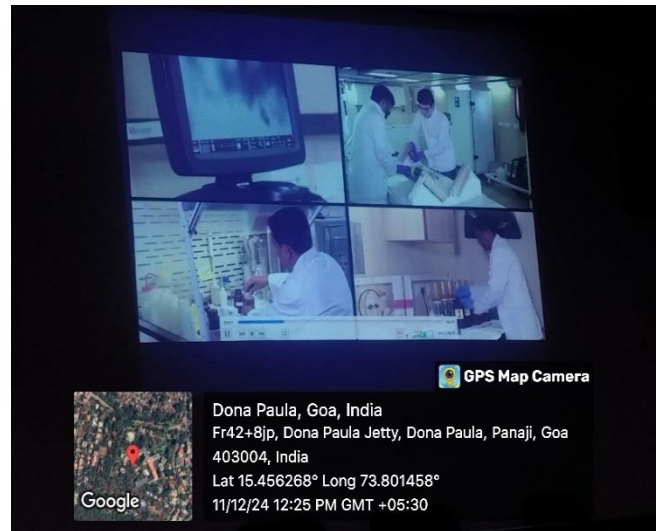 GPS Map Camera
Dona Paula, Goa, India
Fr42+8jp, Dona Paula Jetty, Dona Paula, Panaji, Goa
403004, India
Lat 15.456268° Long 73.801458°
11/12/24 12:25 PM GMT +05:30
Google